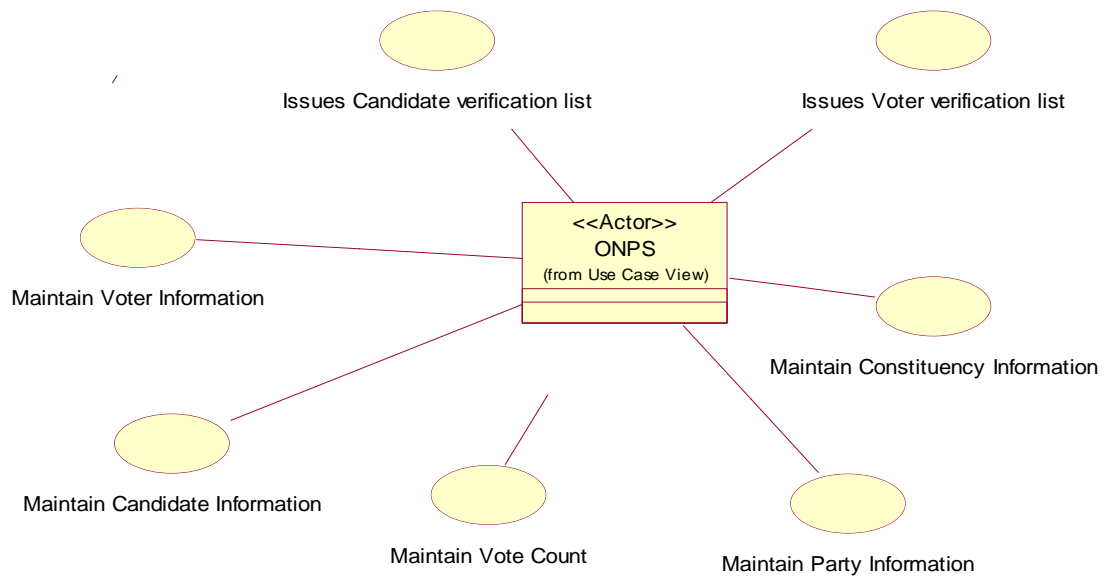 Issues Candidate verification list
Issues Voter verification list
<<Actor>>
ONPS
(from Use Case View)
Maintain Voter Information
Maintain Constituency Information
Maintain Candidate Information
Maintain Vote Count
Maintain Party Information